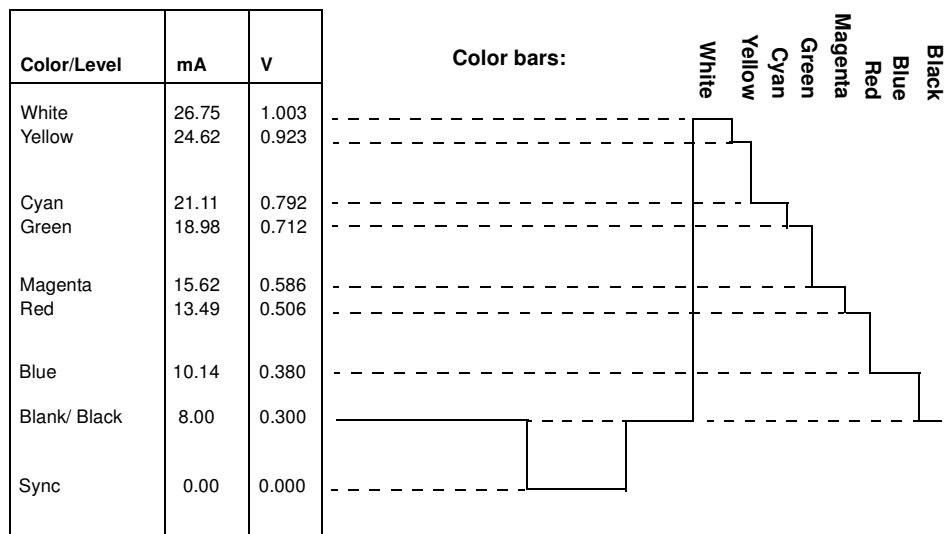 Color/Level mA V
Color bars:
White Yellow Cyan Green Magenta Red Blue Black
White 26.75 1.003
Yellow 24.62 0.923
Cyan 21.11 0.792
Green 18.98 0.712
Magenta 15.62 0.586
Red 13.49 0.506
Blue 10.14 0.380
Blank/ Black 8.00 0.300
Sync 0.00 0.000